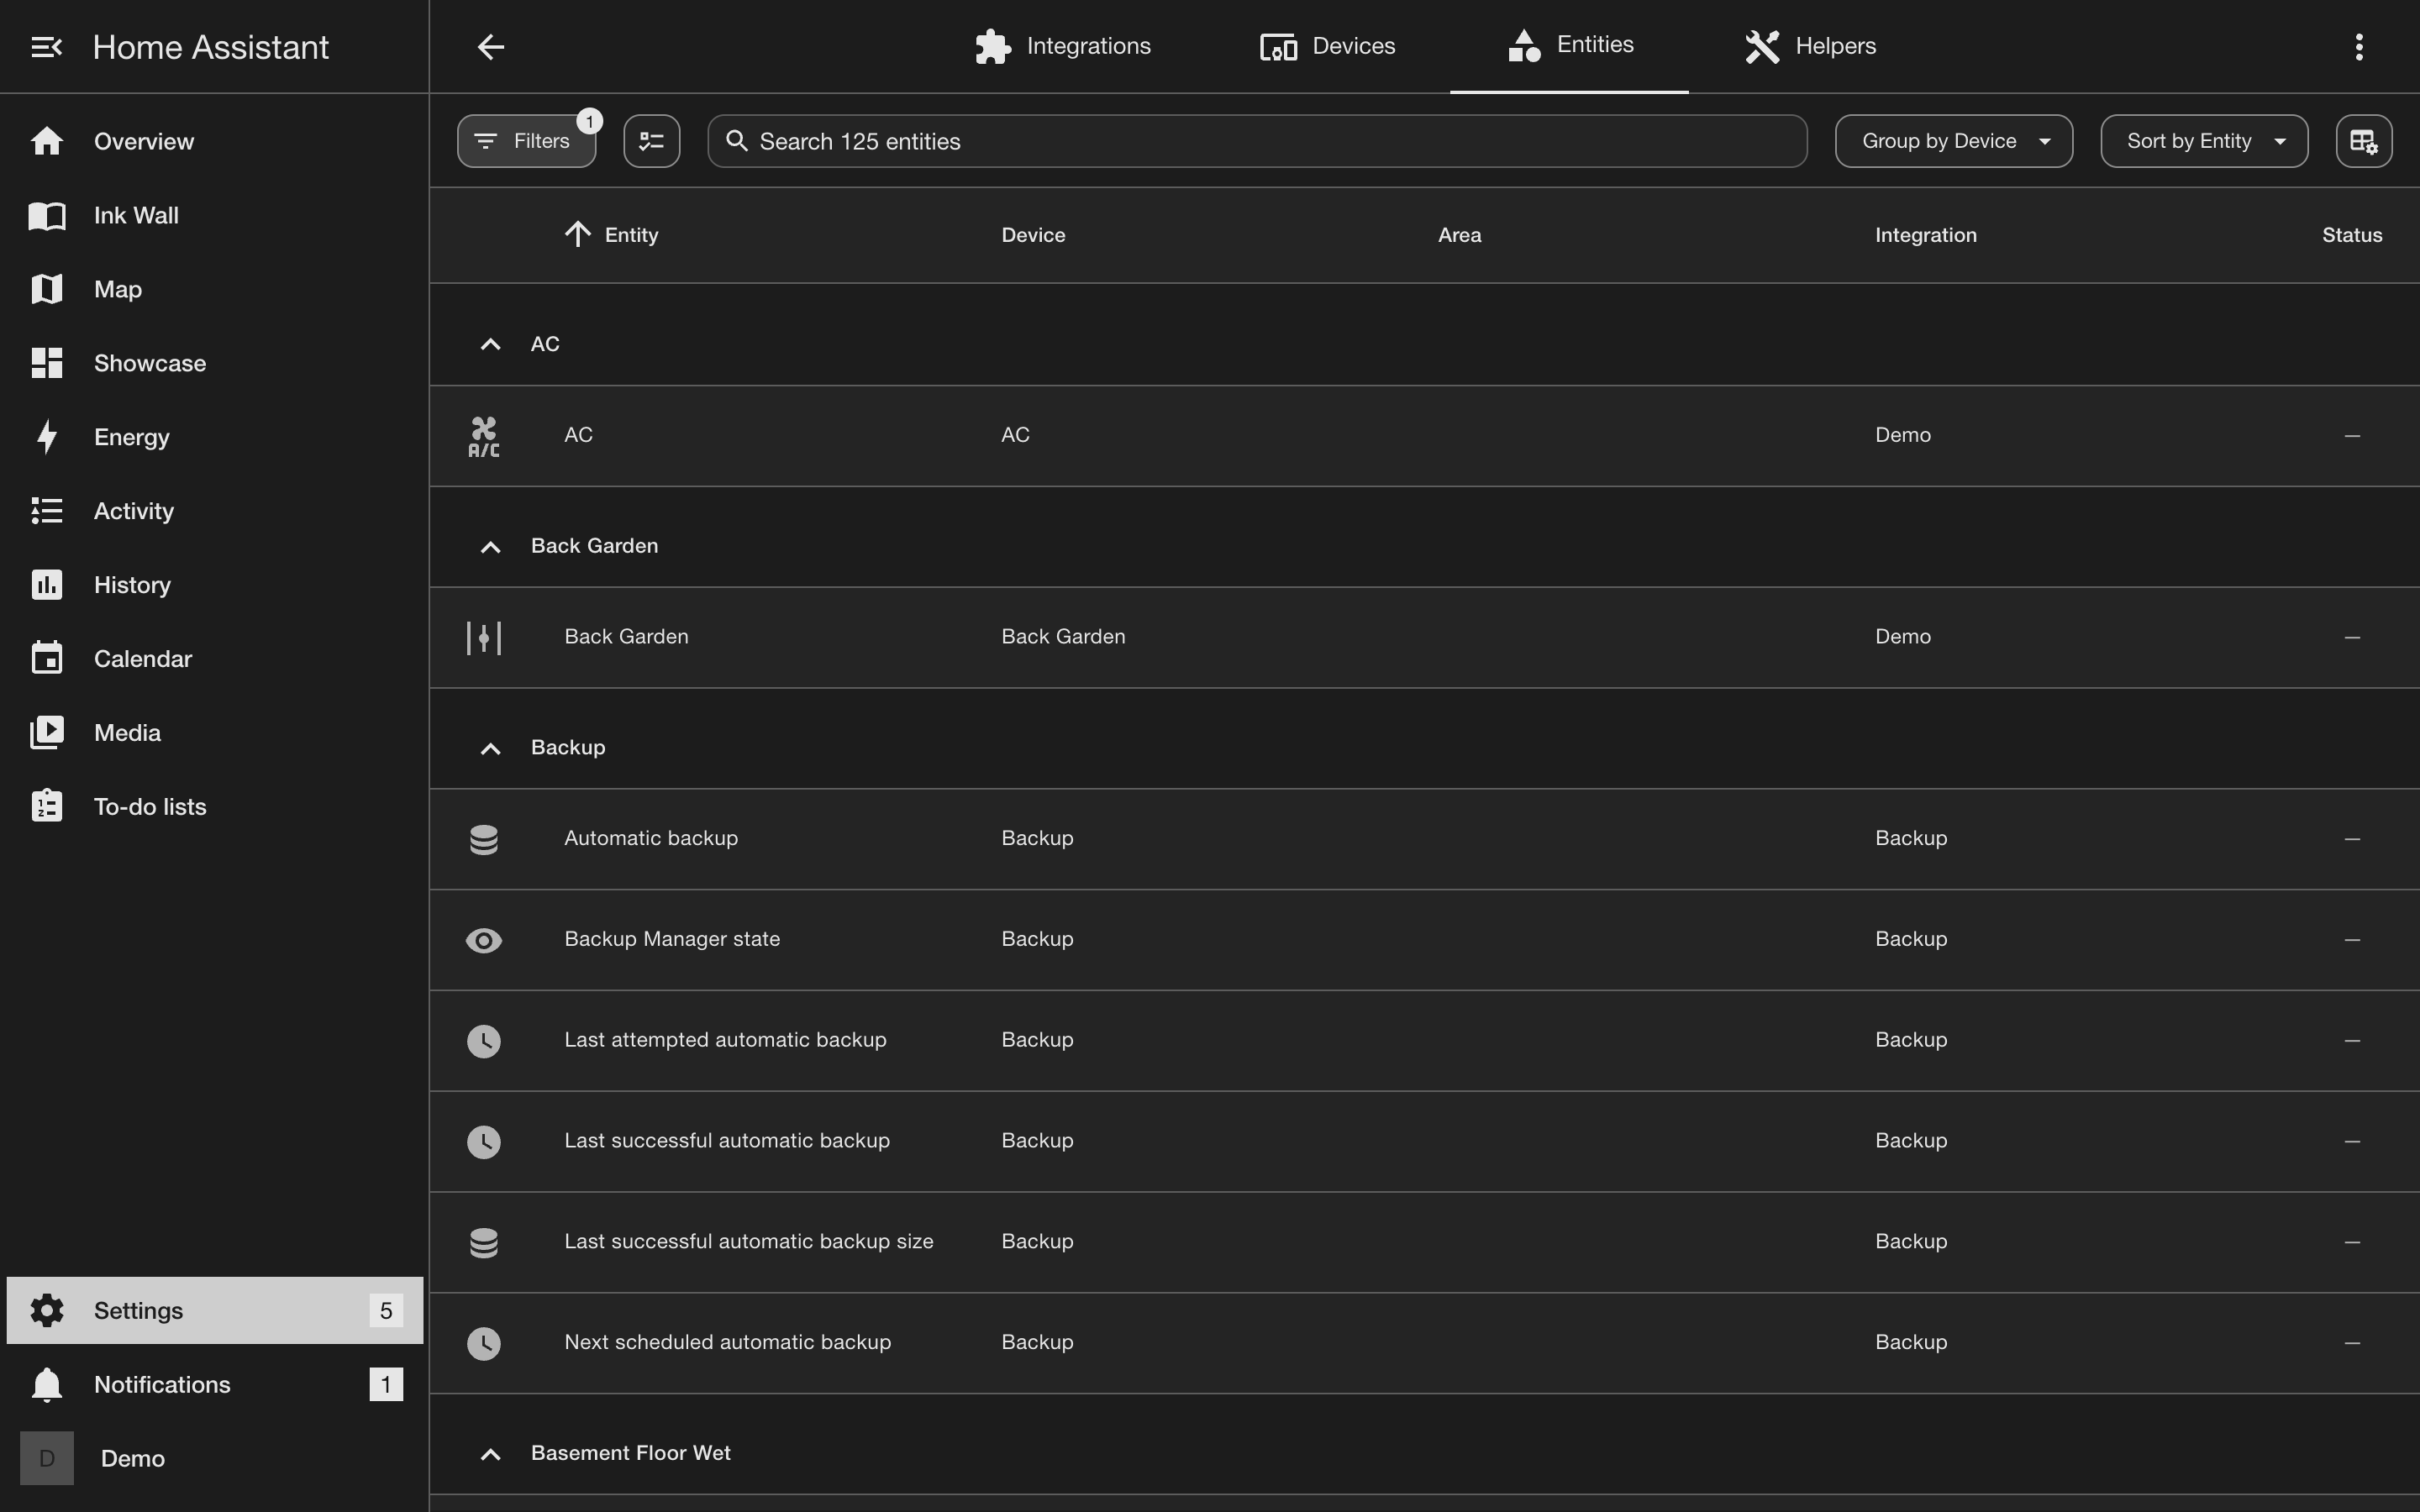 Home Assistant
Integrations
Devices
Entities
Helpers
Overview
Ink Wall
Map
Showcase
Energy
Activity
History
Calendar
Media
To-do lists
Settings 5
Notifications 1
D Demo
Filters 1
Search 125 entities
Group by Device
Sort by Entity
Entity Device Area Integration Status
AC
A/C AC AC Demo —
Back Garden
Back Garden Back Garden Demo —
Backup
Automatic backup Backup Backup —
Backup Manager state Backup Backup —
Last attempted automatic backup Backup Backup —
Last successful automatic backup Backup Backup —
Last successful automatic backup size Backup Backup —
Next scheduled automatic backup Backup Backup —
Basement Floor Wet